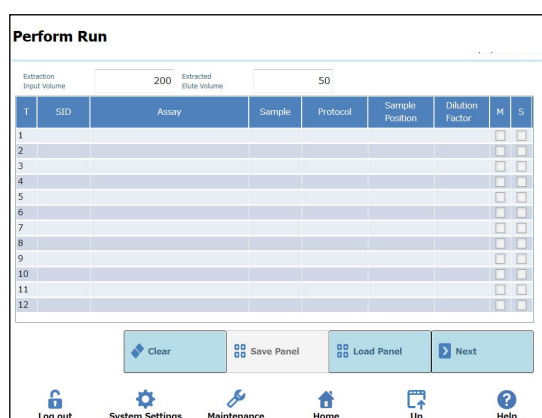 Perform Run
Extraction
Input Volume
200
Extracted
Elute Volume
50
T SID Assay Sample Protocol Sample Position Dilution Factor M S
1
2
3
4
5
6
7
8
9
10
11
12
Clear Save Panel Load Panel Next
Log out System Settings Maintenance Home Up Help